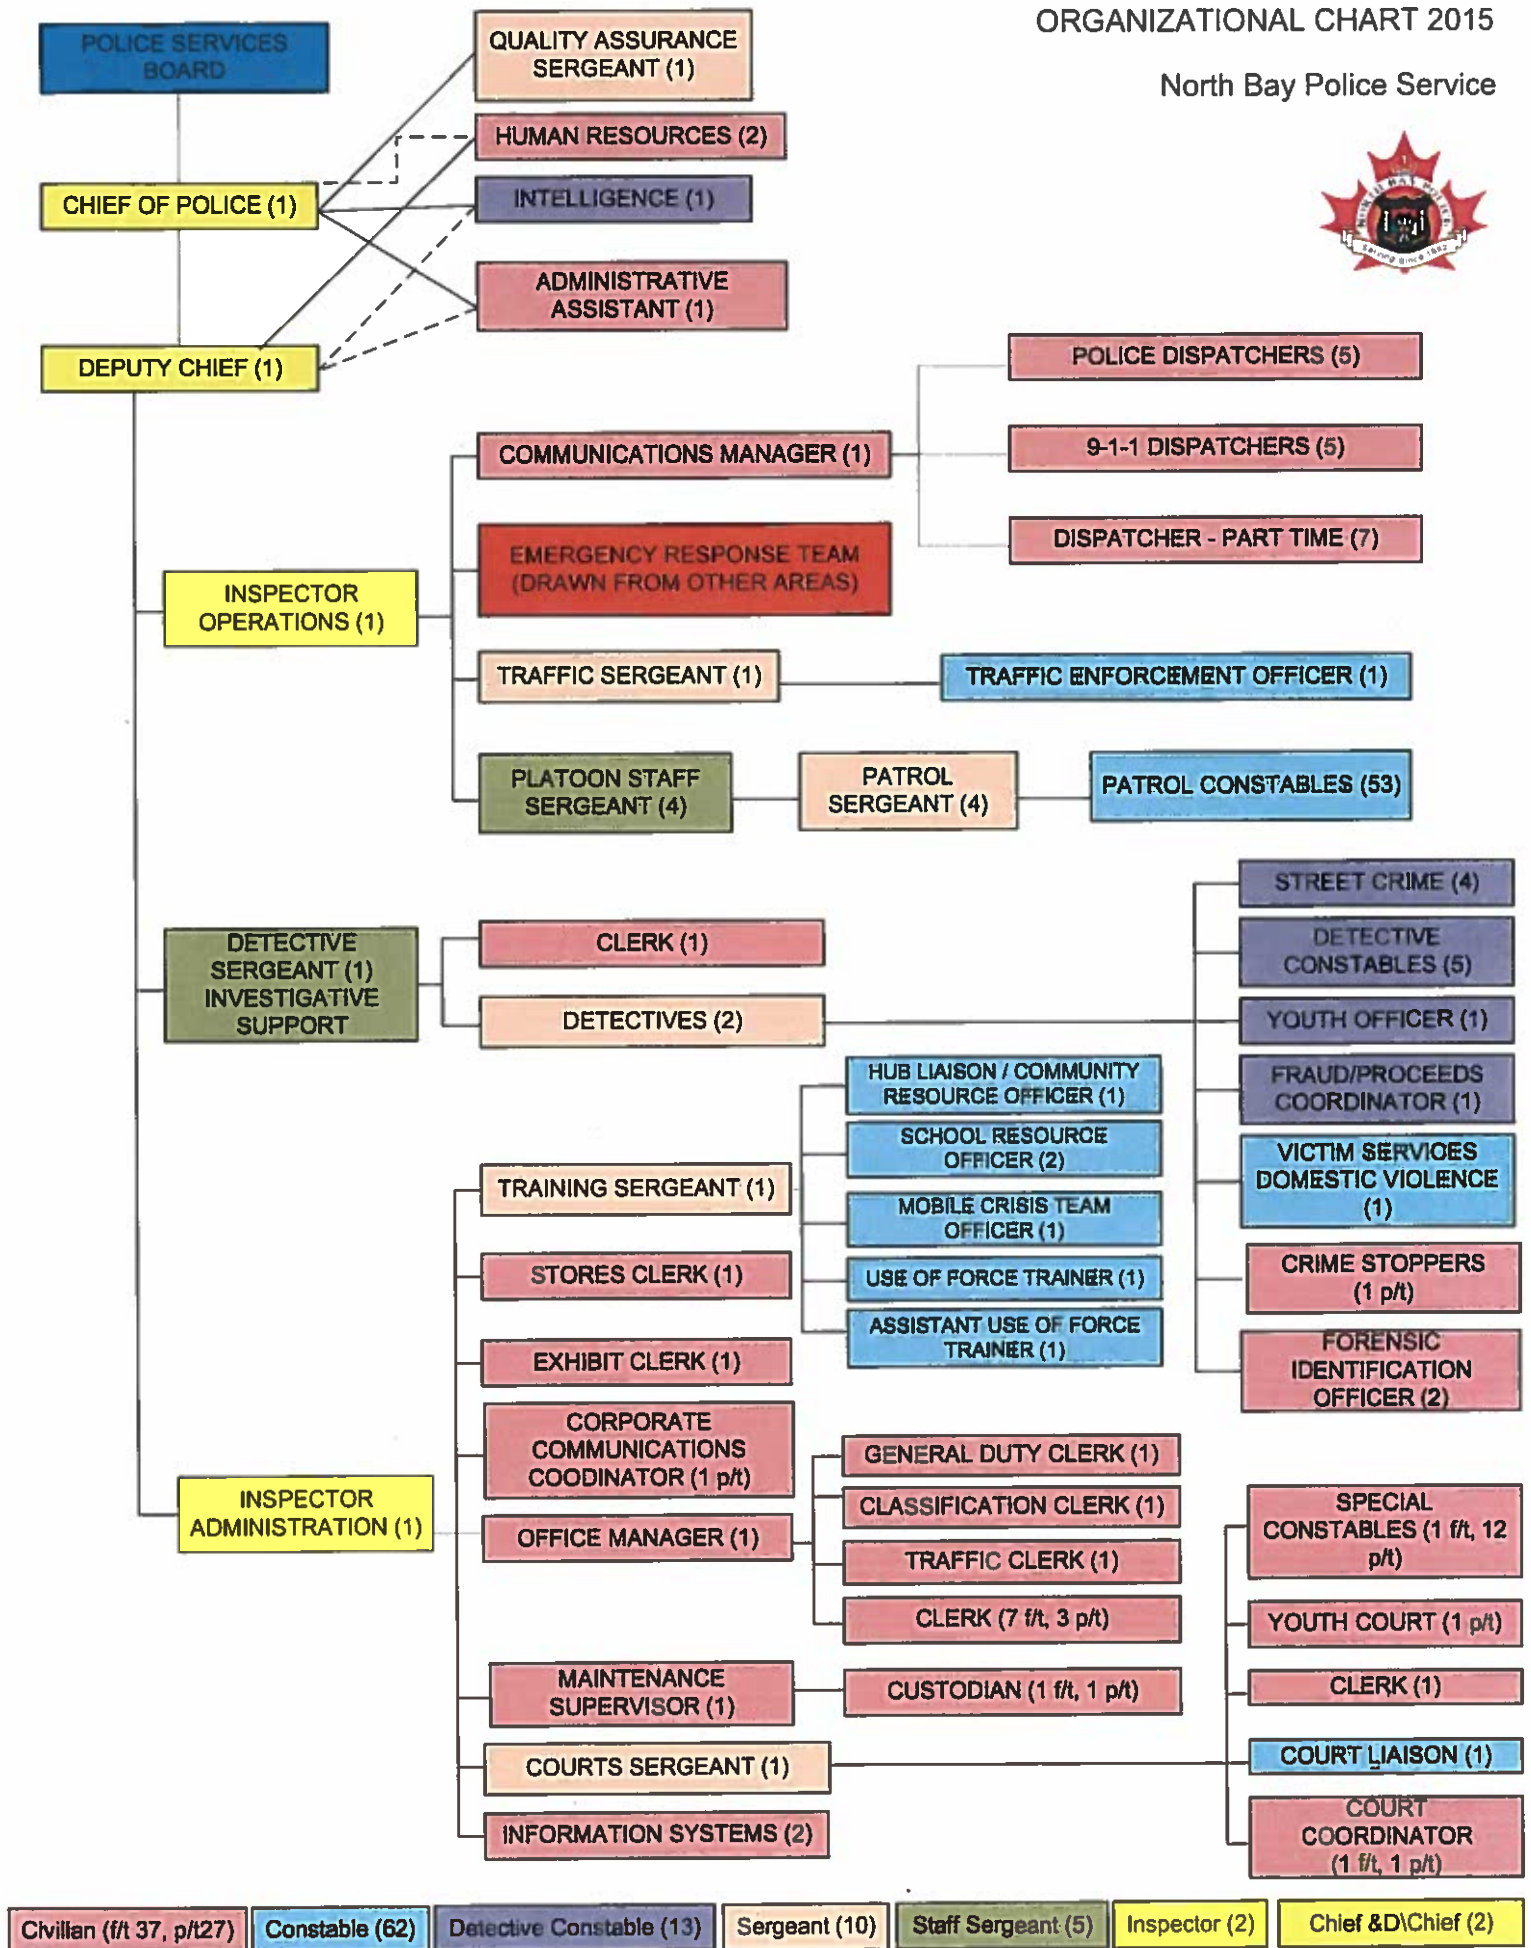 ORGANIZATIONAL CHART 2015
North Bay Police Service
POLICE SERVICES
BOARD
QUALITY ASSURANCE
SERGEANT (1)
HUMAN RESOURCES (2)
CHIEF OF POLICE (1)
INTELLIGENCE (1)
ADMINISTRATIVE
ASSISTANT (1)
DEPUTY CHIEF (1)
POLICE DISPATCHERS (5)
COMMUNICATIONS MANAGER (1)
9-1-1 DISPATCHERS (5)
DISPATCHER - PART TIME (7)
EMERGENCY RESPONSE TEAM
(DRAWN FROM OTHER AREAS)
INSPECTOR
OPERATIONS (1)
TRAFFIC SERGEANT (1)
TRAFFIC ENFORCEMENT OFFICER (1)
PLATOON STAFF
SERGEANT (4)
PATROL
SERGEANT (4)
PATROL CONSTABLES (53)
STREET CRIME (4)
DETECTIVE
CONSTABLES (5)
YOUTH OFFICER (1)
FRAUD/PROCEEDS
COORDINATOR (1)
VICTIM SERVICES
DOMESTIC VIOLENCE
(1)
CRIME STOPPERS
(1 p/t)
FORENSIC
IDENTIFICATION
OFFICER (2)
DETECTIVE
SERGEANT (1)
INVESTIGATIVE
SUPPORT
CLERK (1)
DETECTIVES (2)
HUB LIAISON / COMMUNITY
RESOURCE OFFICER (1)
SCHOOL RESOURCE
OFFICER (2)
MOBILE CRISIS TEAM
OFFICER (1)
USE OF FORCE TRAINER (1)
ASSISTANT USE OF FORCE
TRAINER (1)
TRAINING SERGEANT (1)
STORES CLERK (1)
EXHIBIT CLERK (1)
CORPORATE
COMMUNICATIONS
COODINATOR (1 p/t)
INSPECTOR
ADMINISTRATION (1)
OFFICE MANAGER (1)
GENERAL DUTY CLERK (1)
CLASSIFICATION CLERK (1)
TRAFFIC CLERK (1)
CLERK (7 f/t, 3 p/t)
MAINTENANCE
SUPERVISOR (1)
CUSTODIAN (1 f/t, 1 p/t)
COURTS SERGEANT (1)
INFORMATION SYSTEMS (2)
SPECIAL
CONSTABLES (1 f/t, 12
p/t)
YOUTH COURT (1 p/t)
CLERK (1)
COURT LIAISON (1)
COURT
COORDINATOR
(1 f/t, 1 p/t)
Civilian (f/t 37, p/t27)
Constable (62)
Detective Constable (13)
Sergeant (10)
Staff Sergeant (5)
Inspector (2)
Chief &D\Chief (2)